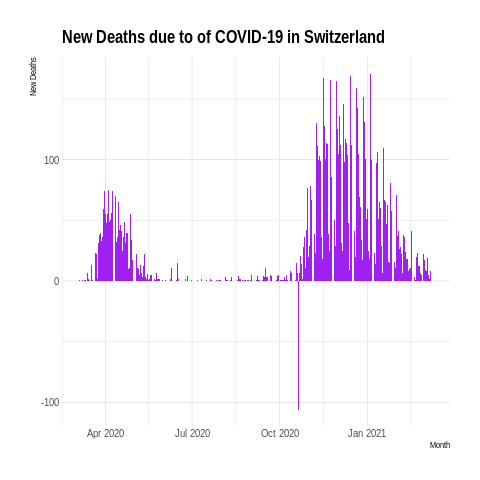 New Deaths due to of COVID-19 in Switzerland
New Deaths
100
0
-100
Apr 2020
Jul 2020
Oct 2020
Jan 2021
Month